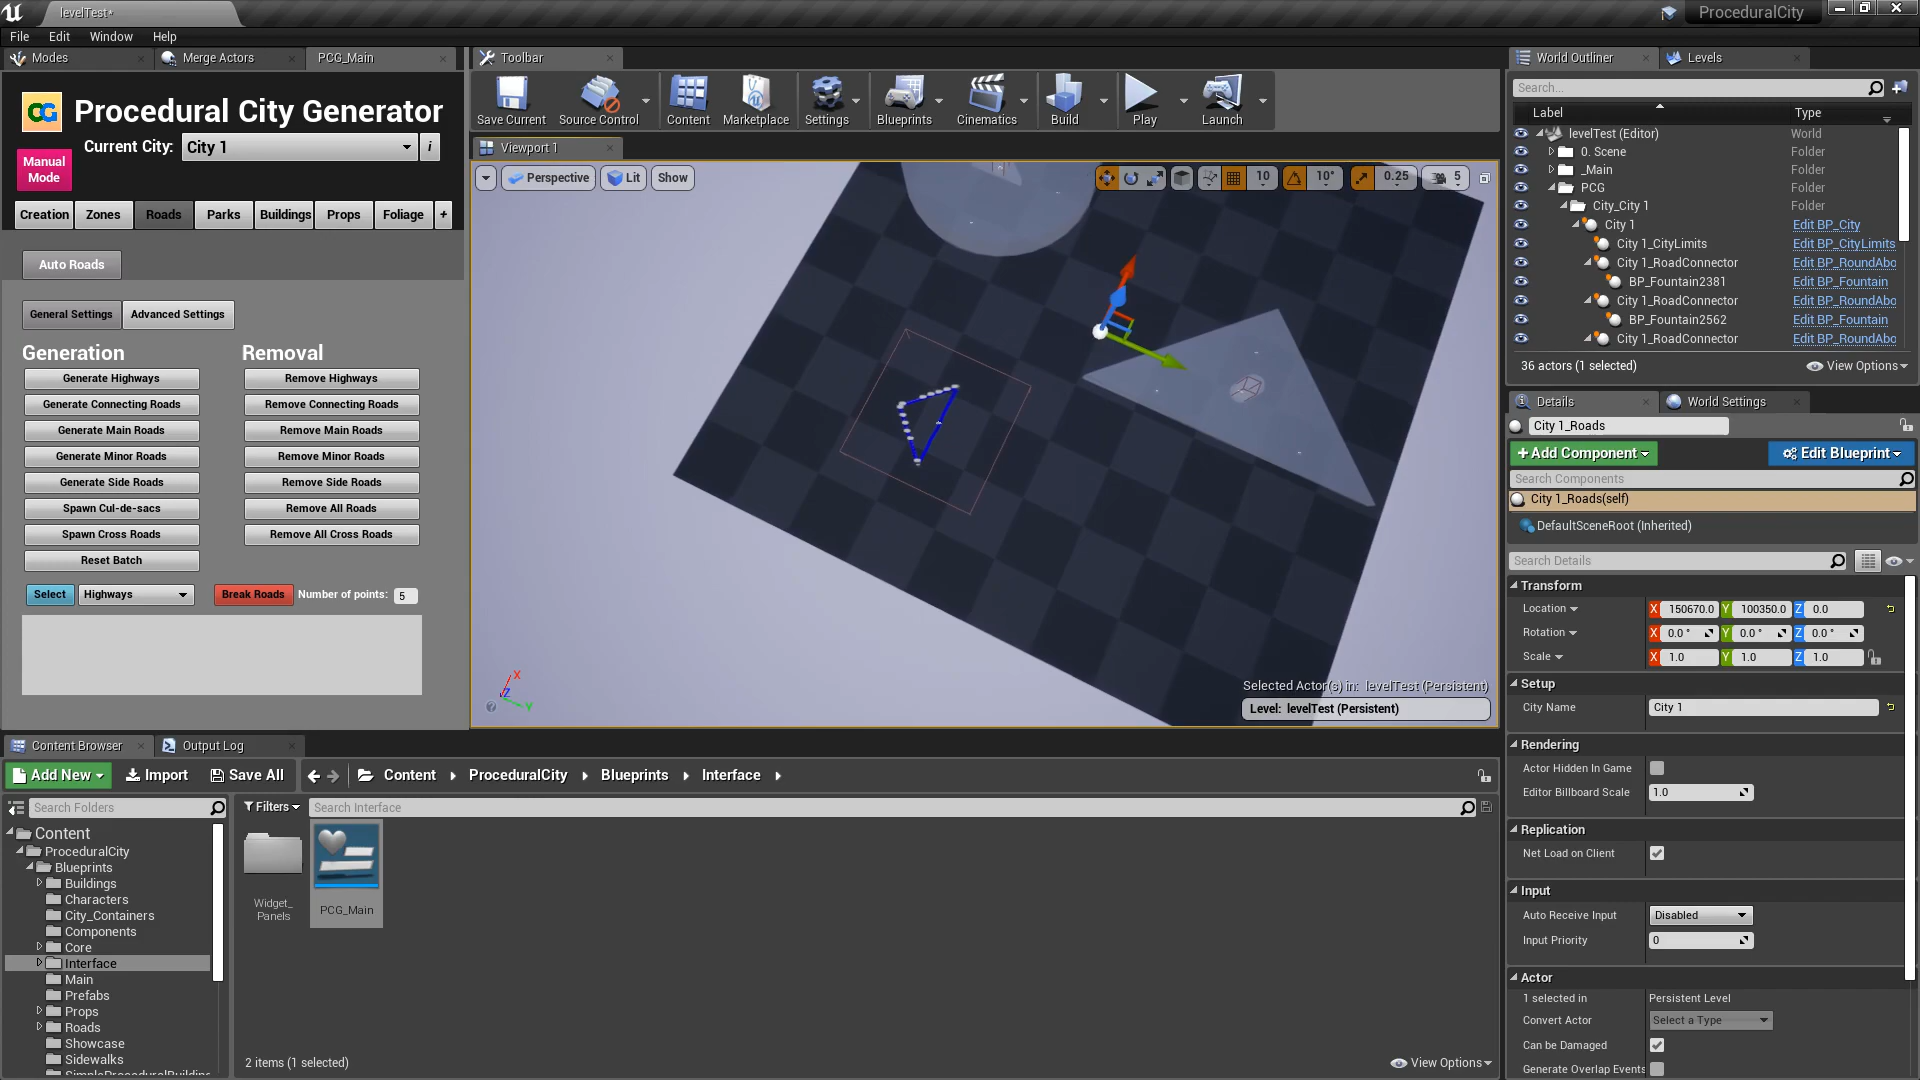 levelTest*
ProceduralCity
File Edit Window Help
Modes
Merge Actors
PCG_Main
CG Procedural City Generator
Current City: City 1 i
Manual
Mode
Creation Zones Roads Parks Buildings Props Foliage +
Auto Roads
General Settings Advanced Settings
Generation
Generate Highways
Generate Connecting Roads
Generate Main Roads
Generate Minor Roads
Generate Side Roads
Spawn Cul-de-sacs
Spawn Cross Roads
Reset Batch
Removal
Remove Highways
Remove Connecting Roads
Remove Main Roads
Remove Minor Roads
Remove Side Roads
Remove All Roads
Remove All Cross Roads
Select Highways Break Roads Number of points: 5
Toolbar
Save Current Source Control Content Marketplace Settings Blueprints Cinematics Build Play Launch
Viewport 1
Perspective Lit Show 10 10° 0.25 5
X
Z
Y
Selected Actor(s) in: levelTest (Persistent)
Level: levelTest (Persistent)
World Outliner
Levels
Search...
Label Type
levelTest (Editor) World
0. Scene Folder
_Main Folder
PCG Folder
City_City 1 Folder
City 1 Edit BP_City
City 1_CityLimits Edit BP_CityLimits
City 1_RoadConnector Edit BP_RoundAbo
BP_Fountain2381 Edit BP_Fountain
City 1_RoadConnector Edit BP_RoundAbo
BP_Fountain2562 Edit BP_Fountain
City 1_RoadConnector Edit BP_RoundAbo
36 actors (1 selected) View Options
Details
World Settings
City 1_Roads
+Add Component Edit Blueprint
Search Components
City 1_Roads(self)
DefaultSceneRoot (Inherited)
Search Details
Transform
Location X 150670.0 Y 100350.0 Z 0.0
Rotation X 0.0 ° Y 0.0 ° Z 0.0 °
Scale X 1.0 Y 1.0 Z 1.0
Setup
City Name City 1
Rendering
Actor Hidden In Game
Editor Billboard Scale 1.0
Replication
Net Load on Client
Input
Auto Receive Input Disabled
Input Priority 0
Actor
1 selected in Persistent Level
Convert Actor Select a Type
Can be Damaged
Generate Overlap Events
Content Browser
Output Log
Add New Import Save All Content ProceduralCity Blueprints Interface
Search Folders
Filters Search Interface
Content
ProceduralCity
Blueprints
Buildings
Characters
City_Containers
Components
Core
Interface
Main
Prefabs
Props
Roads
Showcase
Sidewalks
Widget_
Panels
PCG_Main
2 items (1 selected) View Options